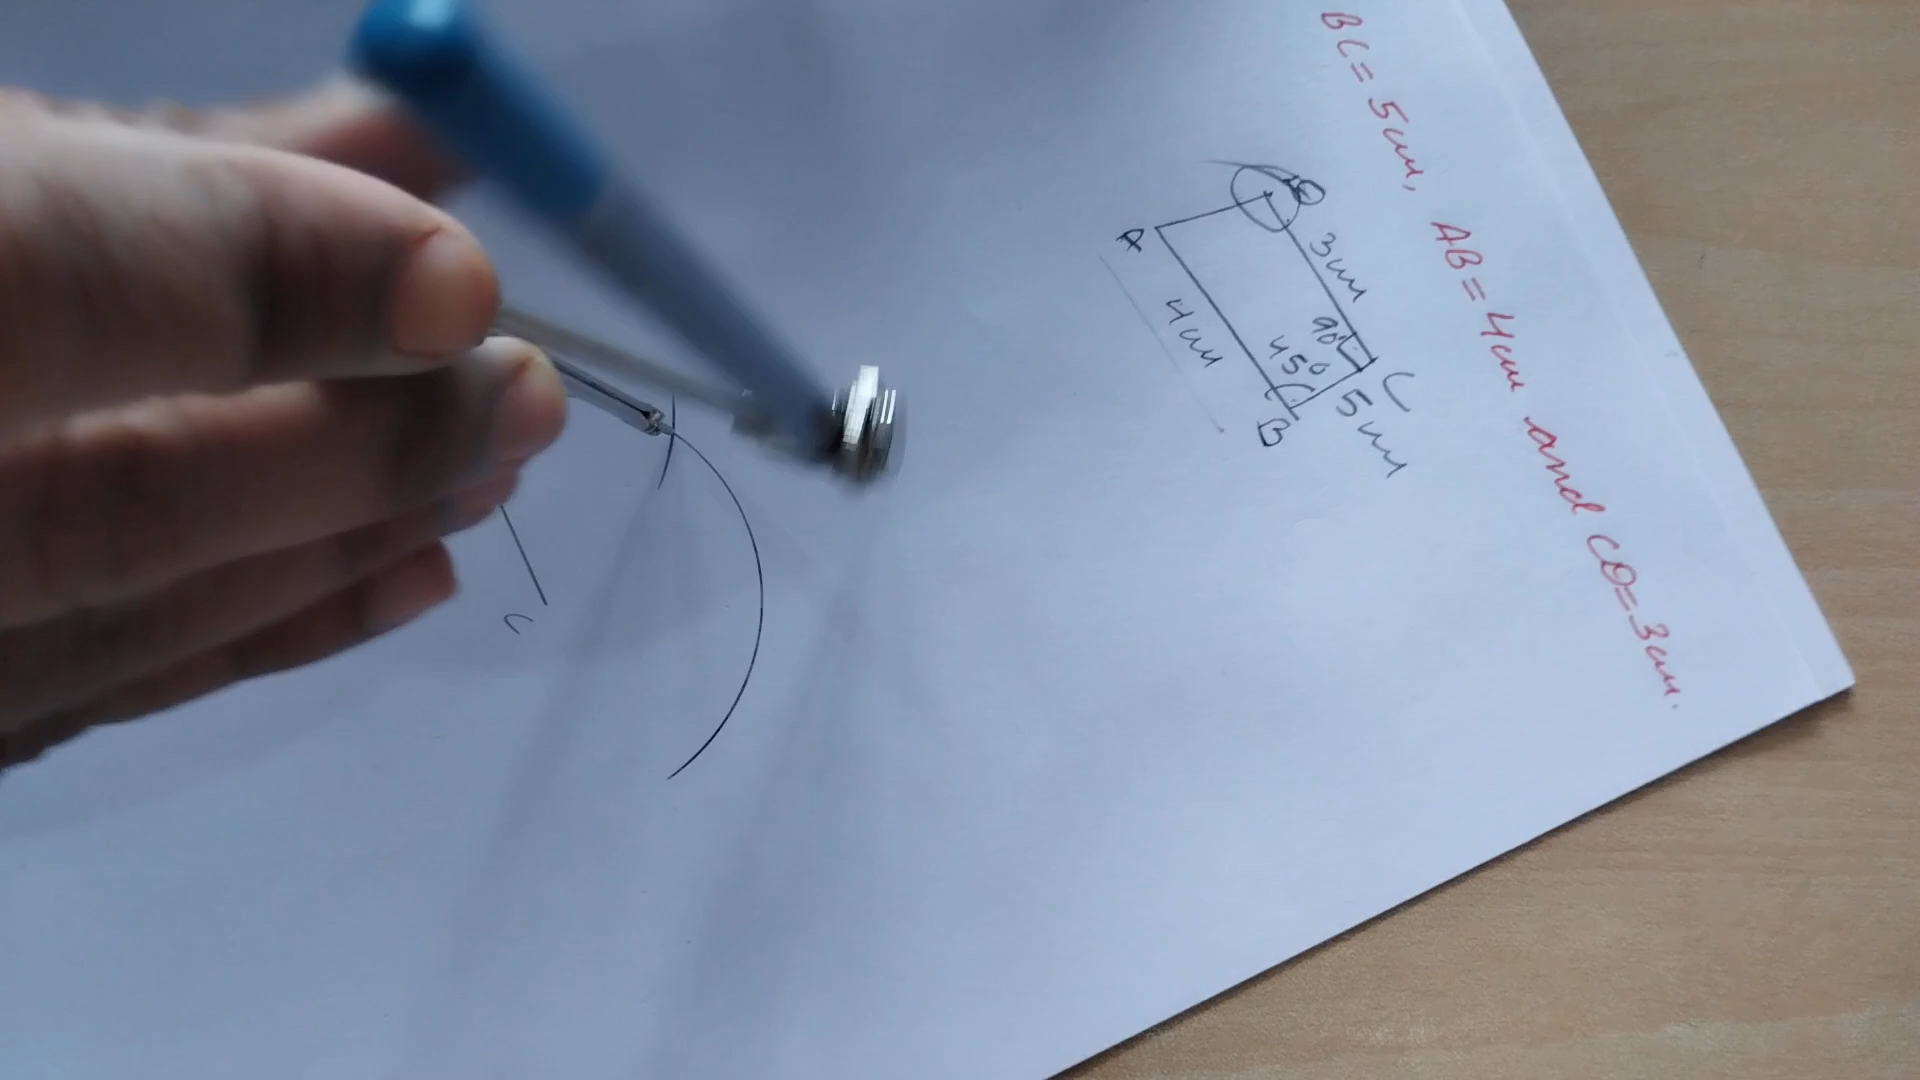 BC = 5cm, AB = 4cm and CD = 3cm.
A
D
3cm
4cm
90°
45°
C
5cm
B
C